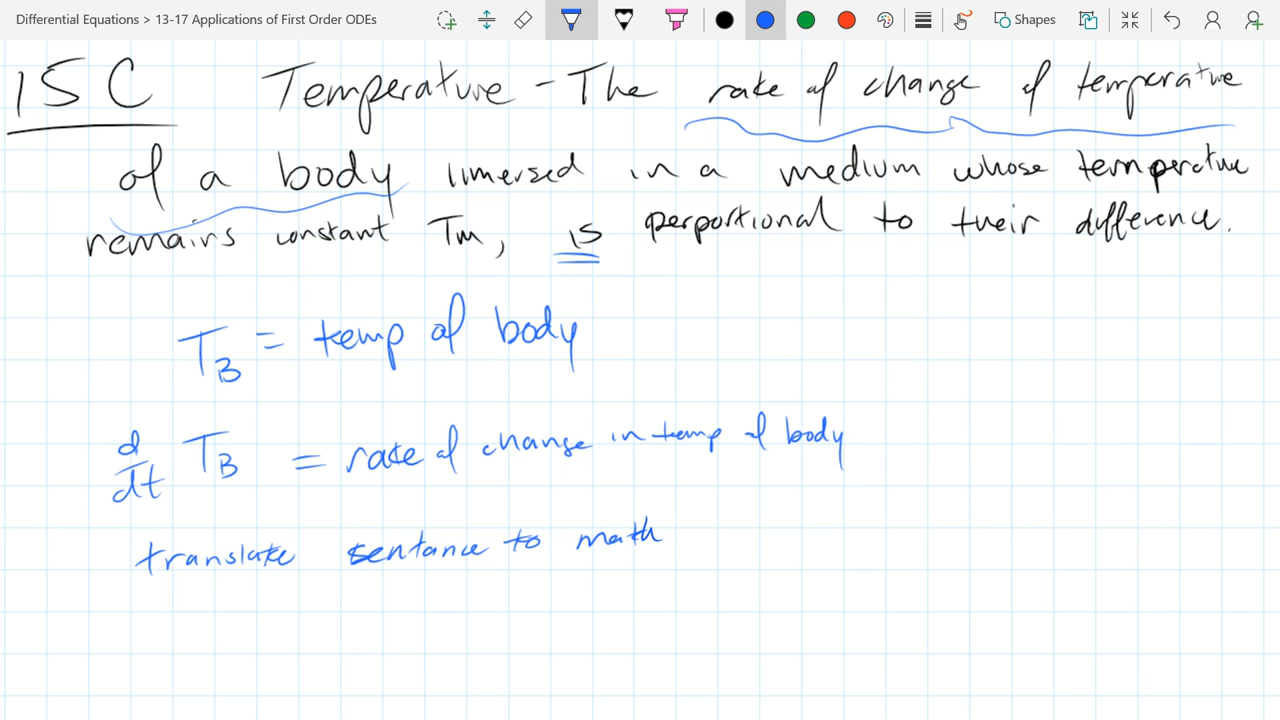 Differential Equations > 13-17 Applications of First Order ODEs
Shapes
15C Temperature - The rate of change of temperature
of a body immersed in a medium whose temperature
remains constant Tm, is perportional to their difference.
T_B = temp of body
d/dt T_B = rate of change in temp of body
translate sentance to math